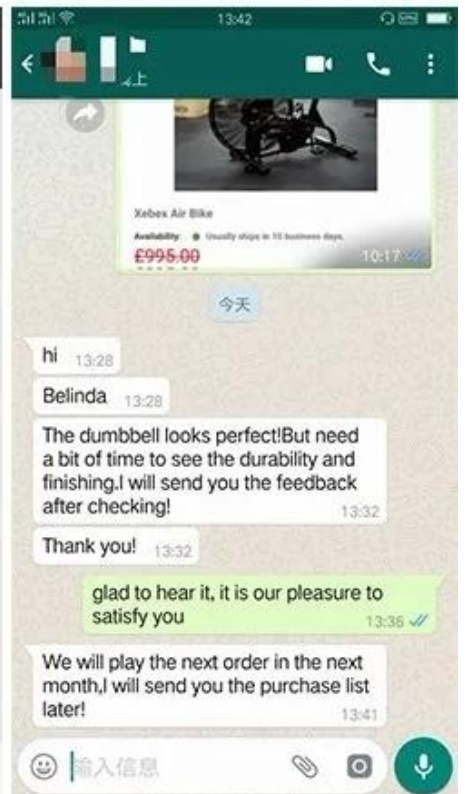 13:42
上
Xebex Air Bike
Availability: Usually ships in 10 business days.
£995.00
10:17
今天
hi 13:28
Belinda 13:28
The dumbbell looks perfect!But need
a bit of time to see the durability and
finishing.I will send you the feedback
after checking!
13:32
Thank you! 13:32
glad to hear it, it is our pleasure to
satisfy you
13:36
We will play the next order in the next
month,I will send you the purchase list
later!
13:41
输入信息